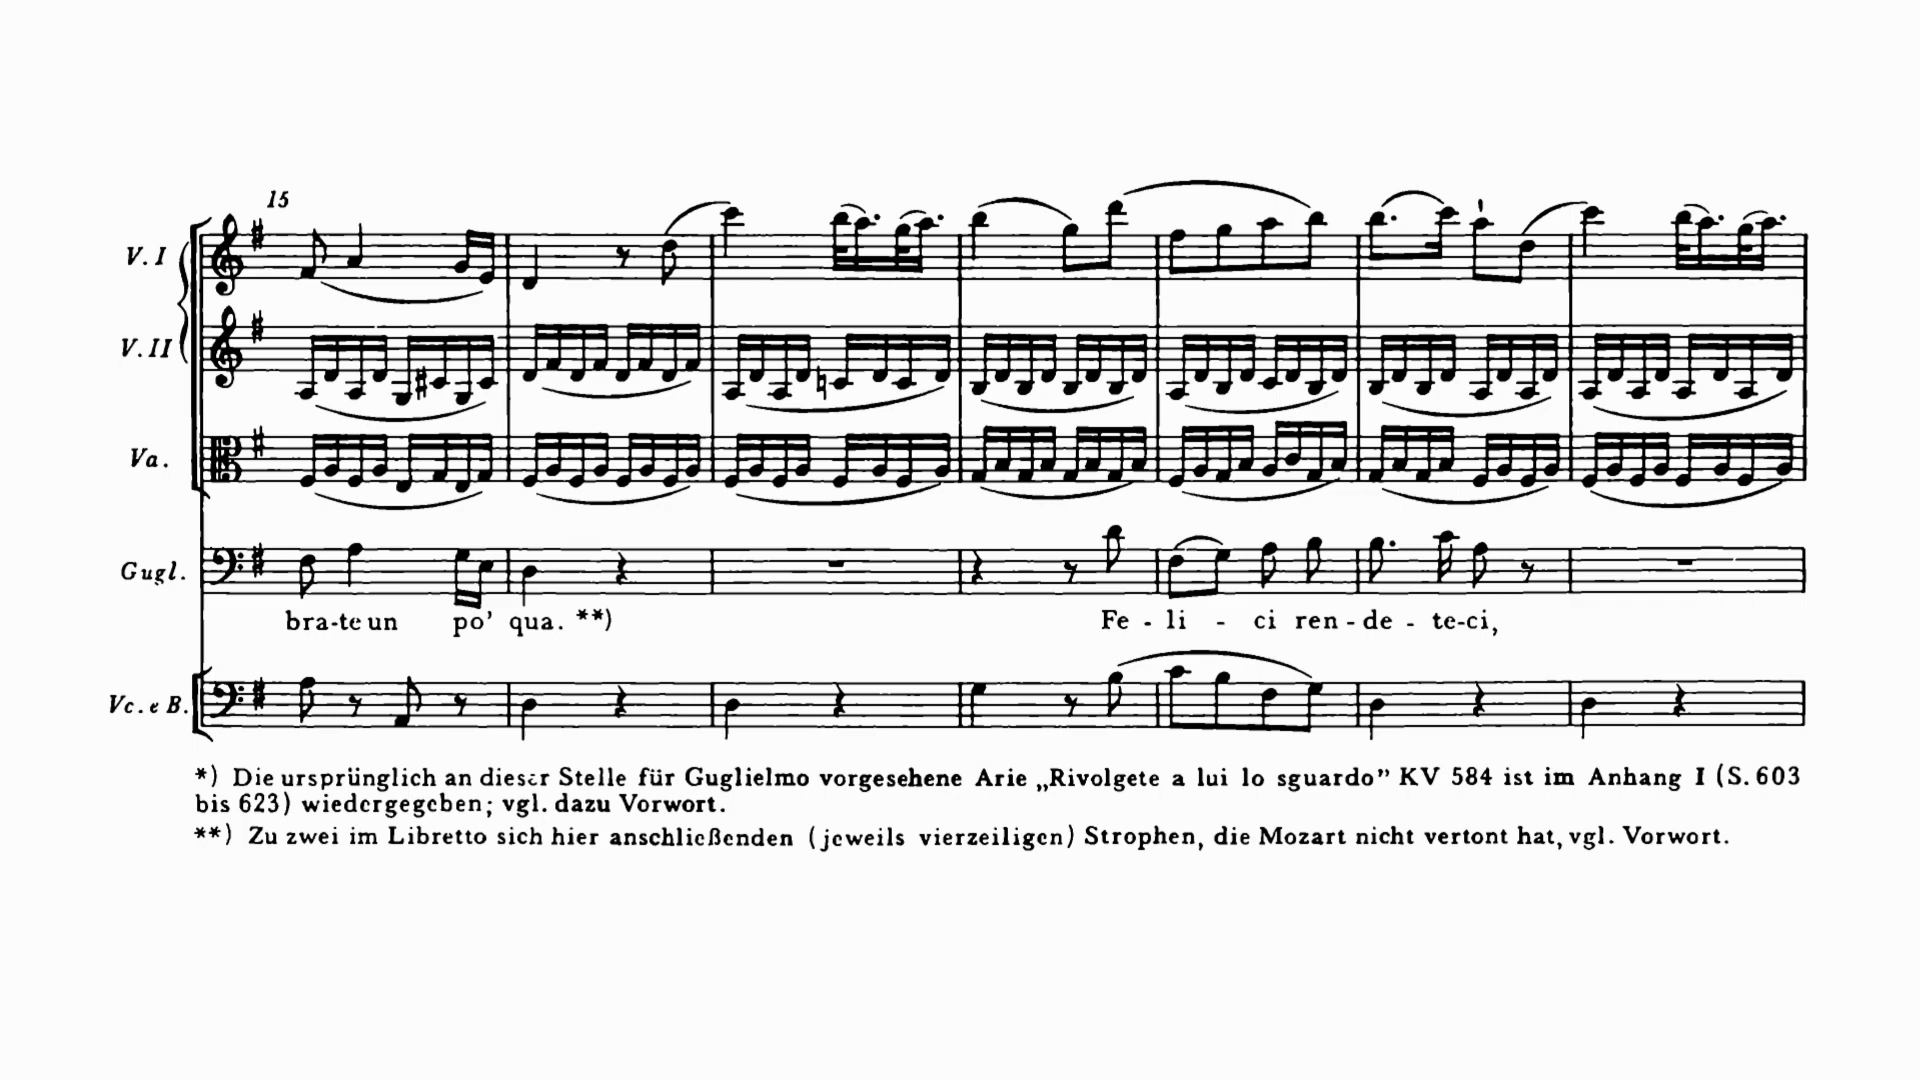 15
V. I
V. II
Va.
Gugl.
bra-te un po' qua. **) Fe - li - ci ren - de - te-ci,
Vc. e B.
*) Die ursprünglich an dieser Stelle für Guglielmo vorgesehene Arie „Rivolgete a lui lo sguardo” KV 584 ist im Anhang I (S. 603
bis 623) wiedergegeben; vgl. dazu Vorwort.
**) Zu zwei im Libretto sich hier anschließenden (jeweils vierzeiligen) Strophen, die Mozart nicht vertont hat, vgl. Vorwort.